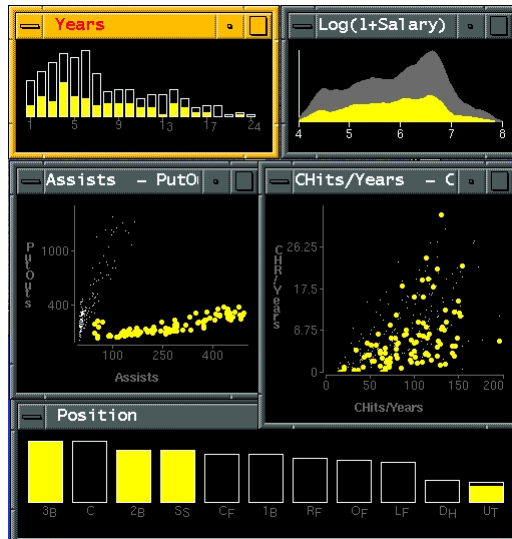 Years
Log(1+Salary)
1 5 9 13 17 24
4 5 6 7 8
Assists - PutO
CHits/Years - C
PutOuts
1000
400
100 400
Assists
CHR/Years
26.25
17.5
8.75
0
0 50 100 150 200
CHits/Years
Position
3B C 2B SS CF 1B RF OF LF DH UT